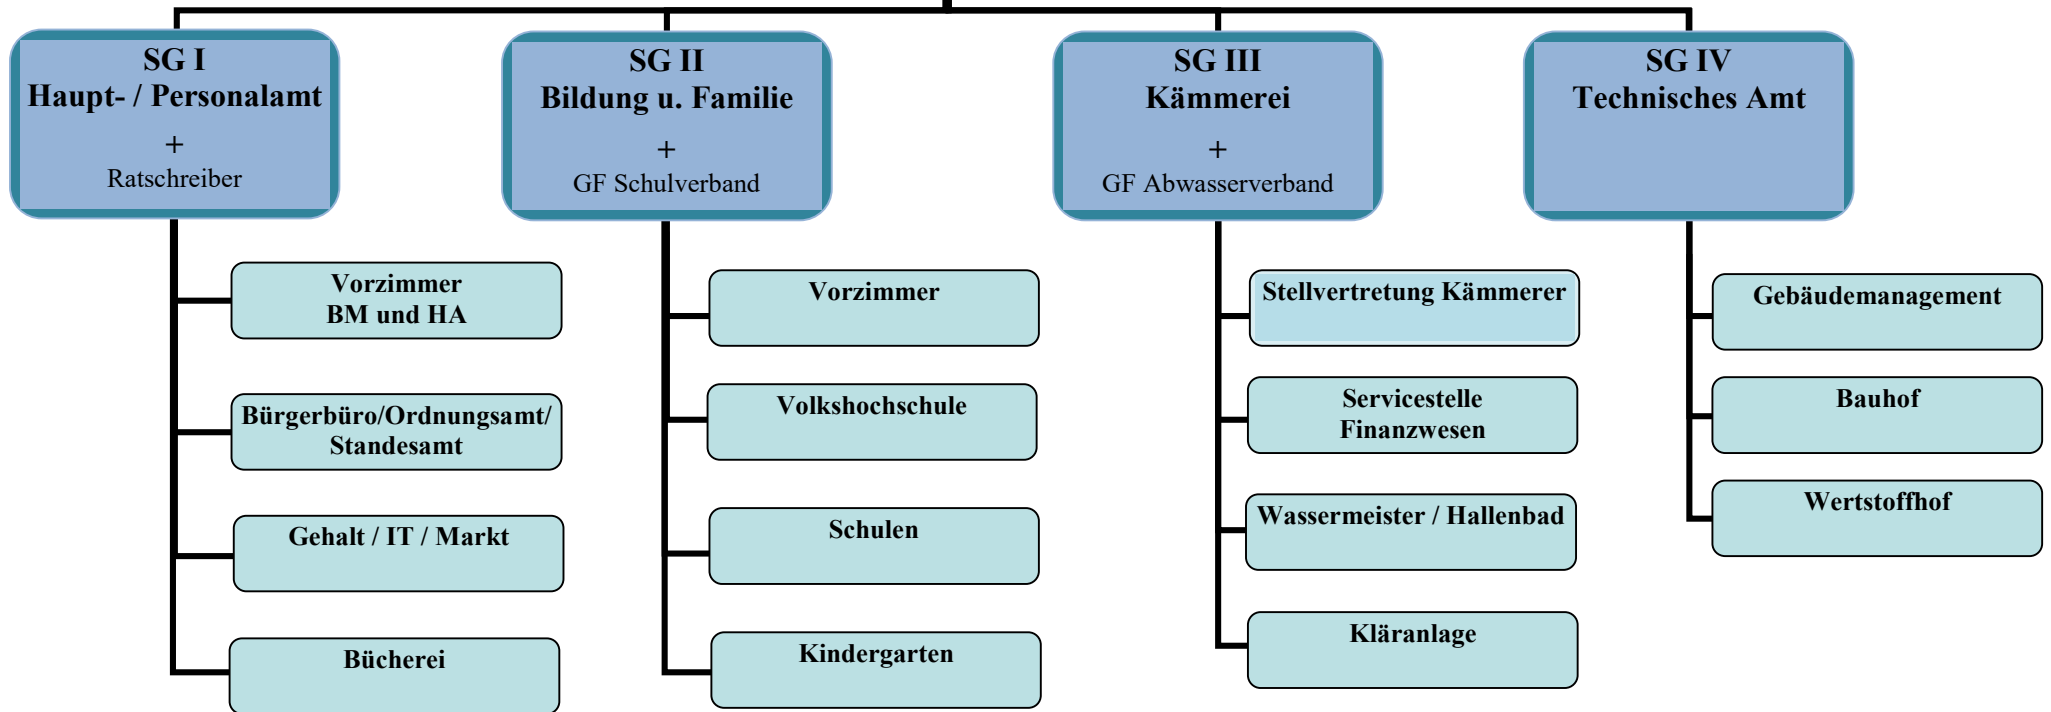 SG I
Haupt- / Personalamt
+
Ratschreiber
SG II
Bildung u. Familie
+
GF Schulverband
SG III
Kämmerei
+
GF Abwasserverband
SG IV
Technisches Amt
Vorzimmer
BM und HA
Bürgerbüro/Ordnungsamt/
Standesamt
Gehalt / IT / Markt
Bücherei
Vorzimmer
Volkshochschule
Schulen
Kindergarten
Stellvertretung Kämmerer
Servicestelle
Finanzwesen
Wassermeister / Hallenbad
Kläranlage
Gebäudemanagement
Bauhof
Wertstoffhof